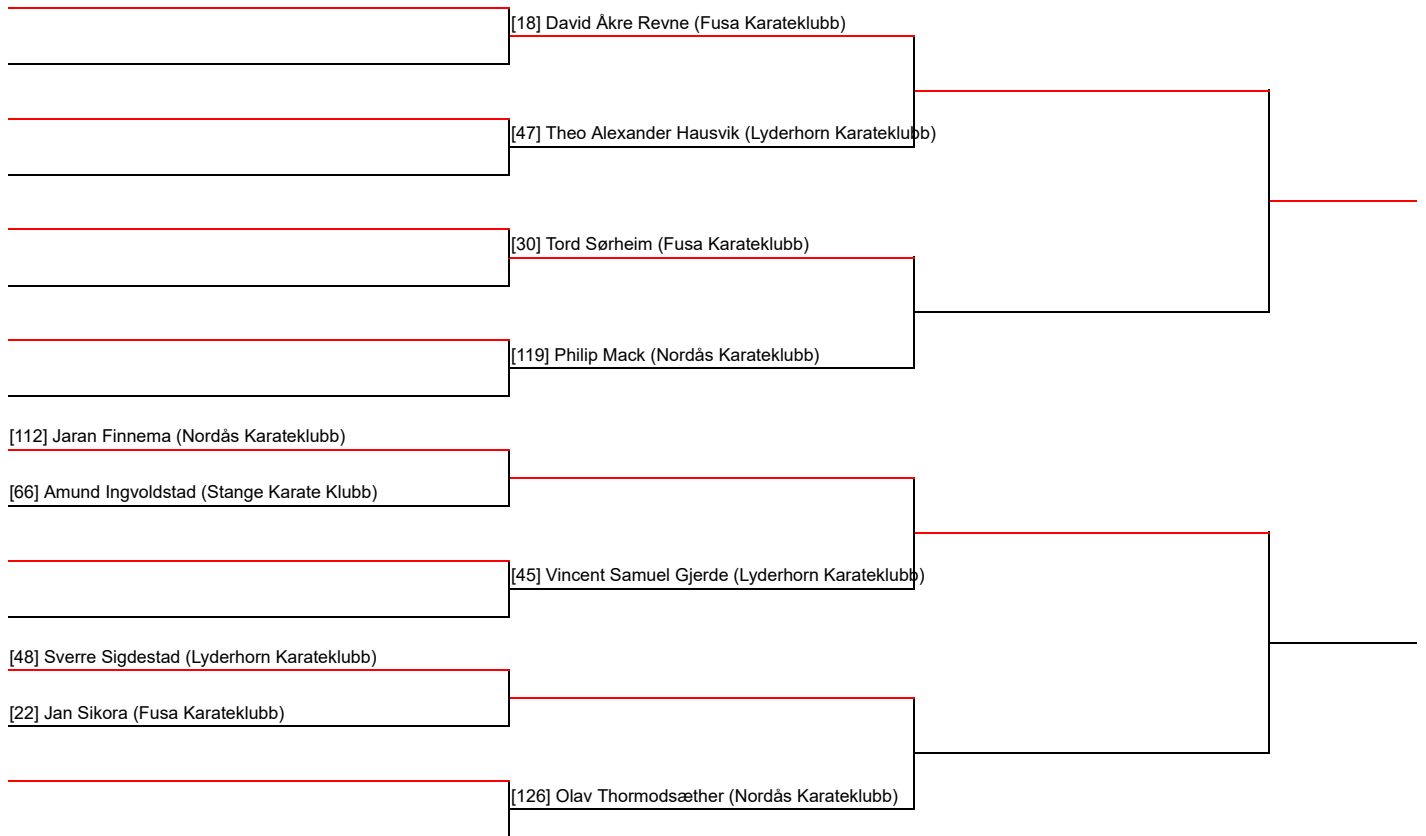 [18] David Åkre Revne (Fusa Karateklubb)
[47] Theo Alexander Hausvik (Lyderhorn Karateklubb)
[30] Tord Sørheim (Fusa Karateklubb)
[119] Philip Mack (Nordås Karateklubb)
[112] Jaran Finnema (Nordås Karateklubb)
[66] Amund Ingvoldstad (Stange Karate Klubb)
[45] Vincent Samuel Gjerde (Lyderhorn Karateklubb)
[48] Sverre Sigdestad (Lyderhorn Karateklubb)
[22] Jan Sikora (Fusa Karateklubb)
[126] Olav Thormodsæther (Nordås Karateklubb)